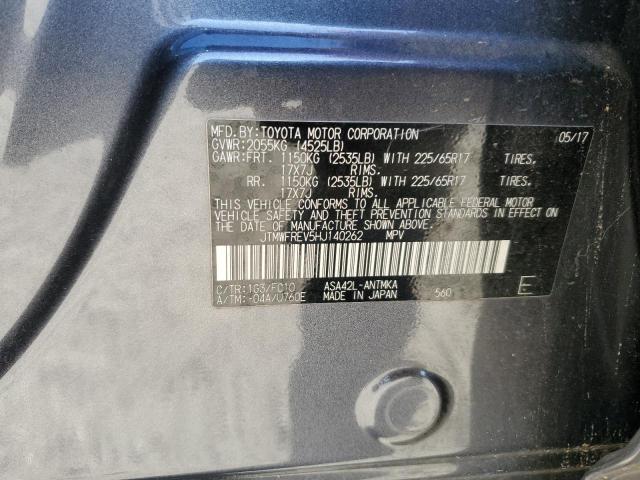 MFD.BY:TOYOTA MOTOR CORPORATION 05/17
GVWR:2055KG (4525LB)
GAWR:FRT. 1150KG (2535LB) WITH 225/65R17 TIRES.
17X7J RIMS.
RR. 1150KG (2535LB) WITH 225/65R17 TIRES.
17X7J RIMS.
THIS VEHICLE CONFORMS TO ALL APPLICABLE FEDERAL MOTOR
VEHICLE SAFETY AND THEFT PREVENTION STANDARDS IN EFFECT ON
THE DATE OF MANUFACTURE SHOWN ABOVE.
JTMWFREV5HJ140262 MPV
C/TR:1G3/FC10 ASA42L-ANTMKA
A/TM:-04A/U760E MADE IN JAPAN 560 E